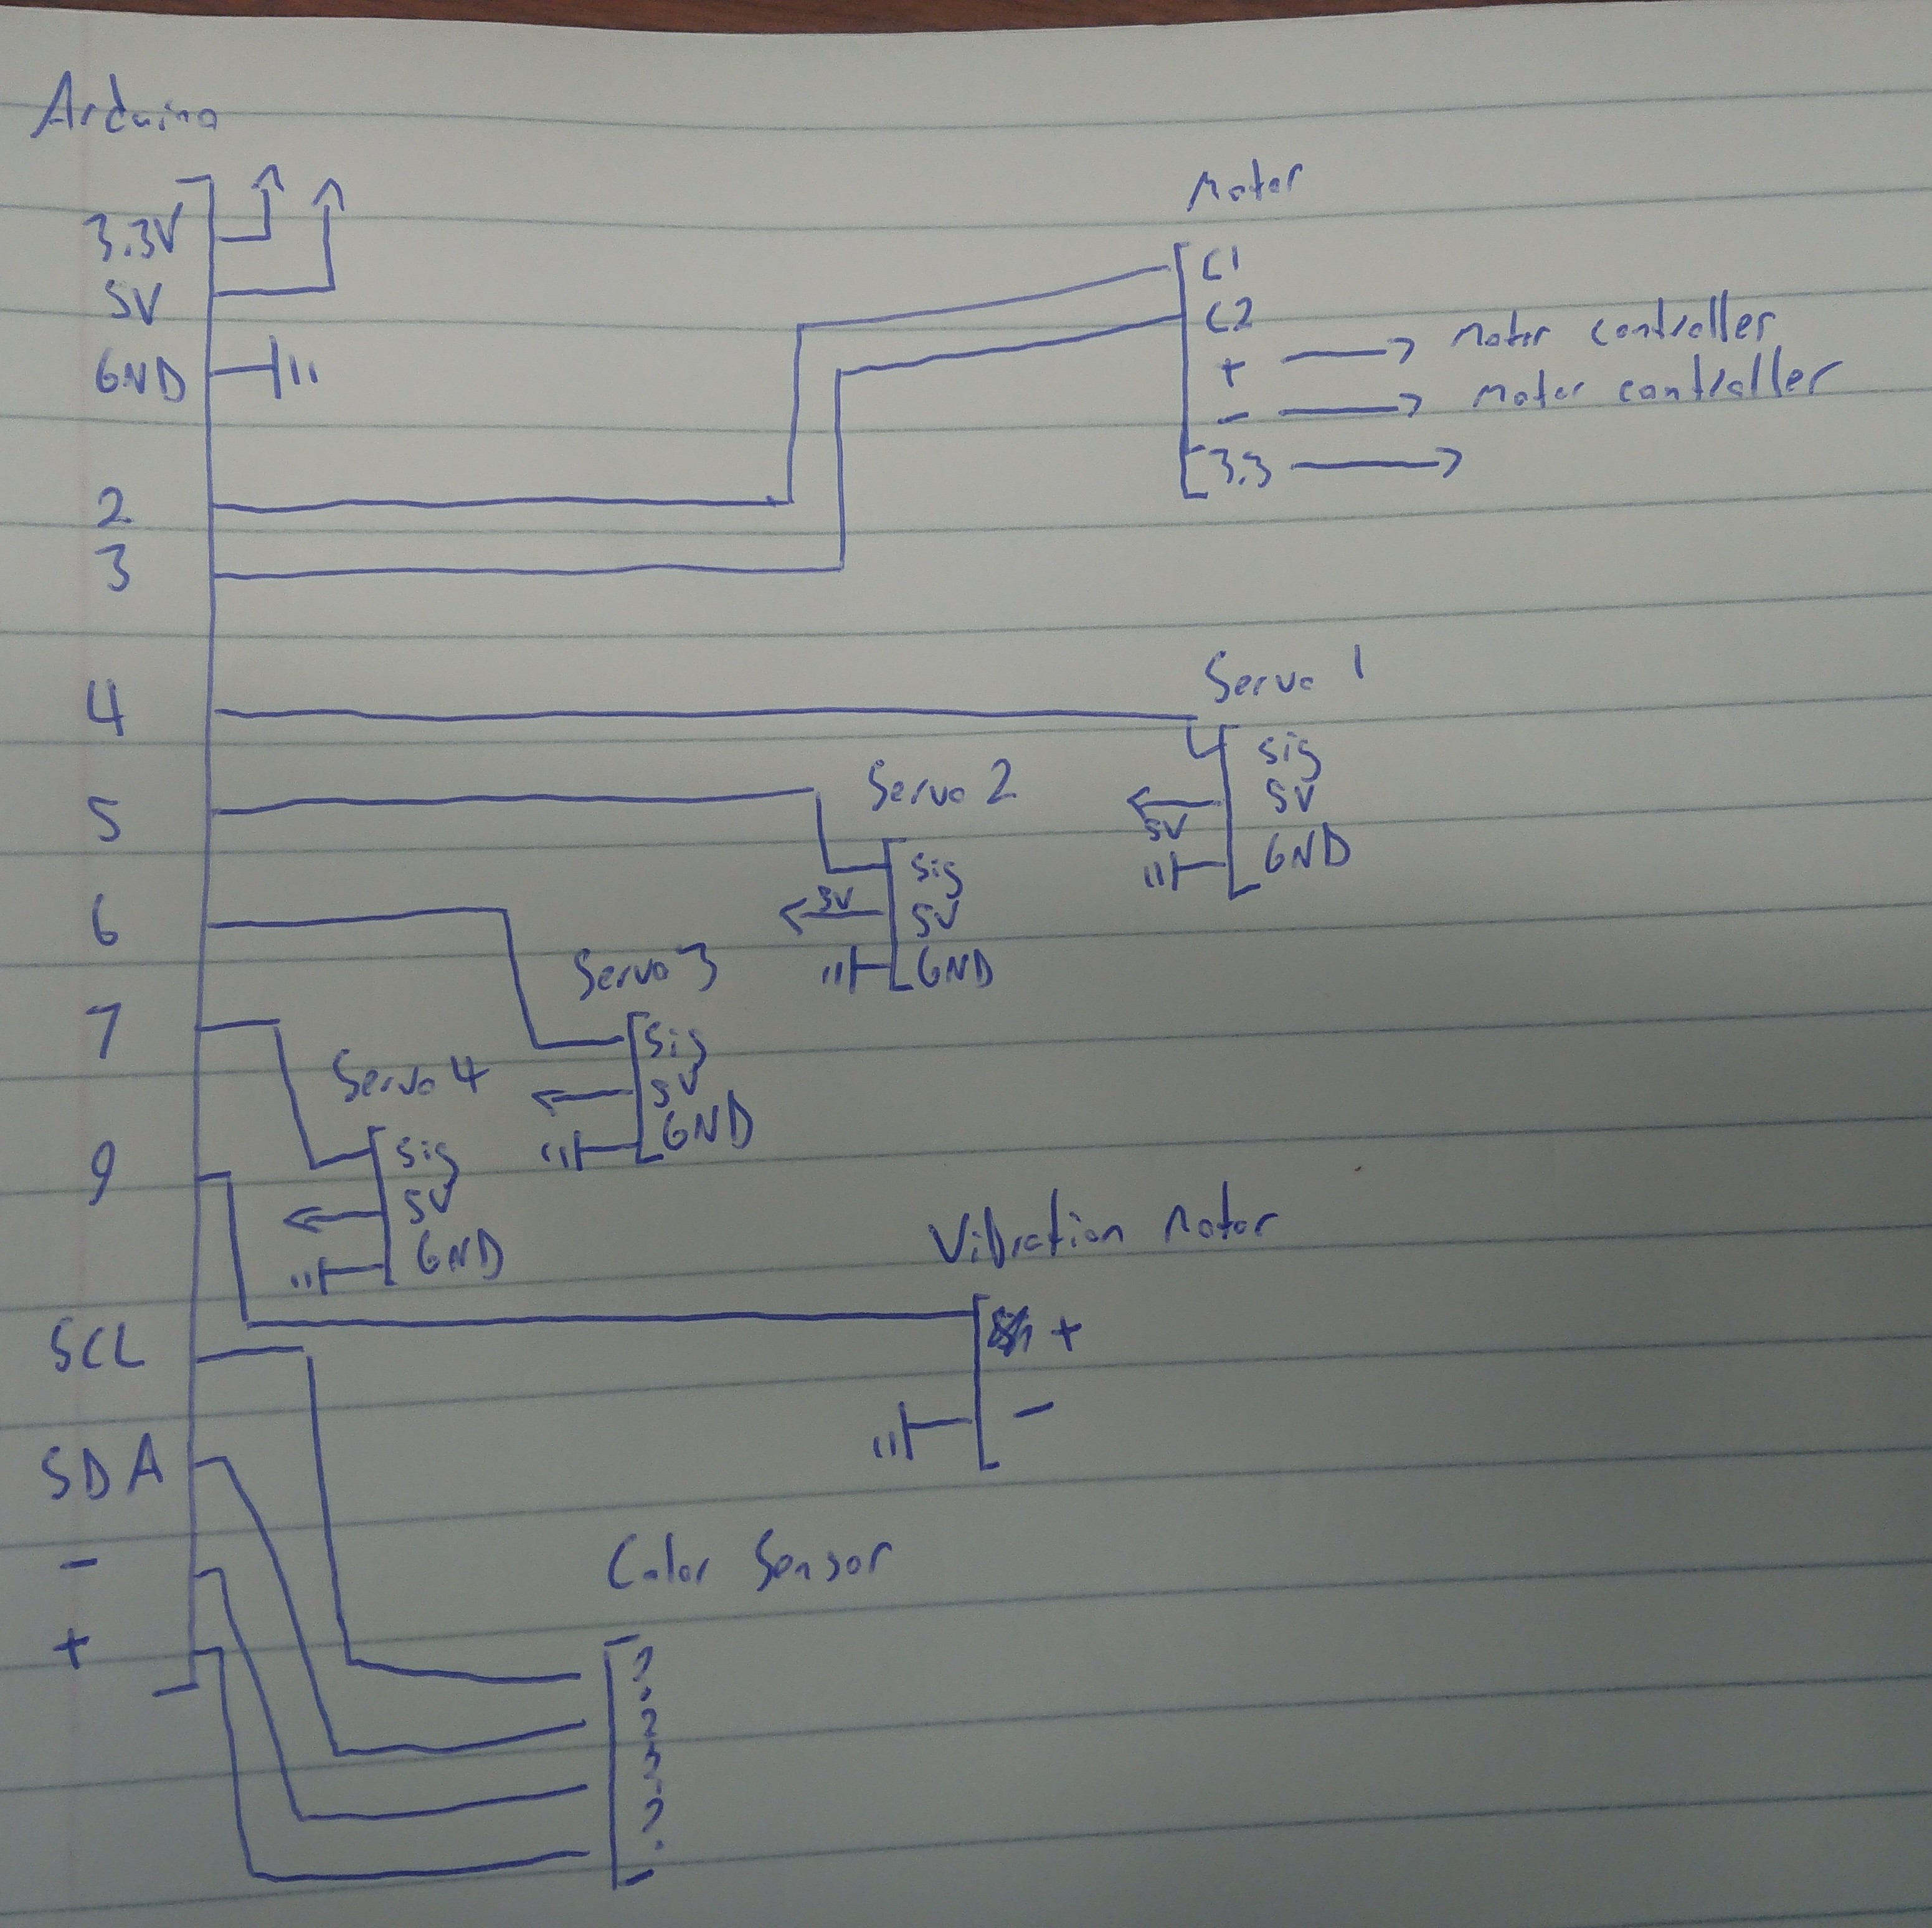 Arduino
3.3V
5V
GND
2
3
4
5
6
7
9
SCL
SDA
-
+
Motor
C1
C2
+ → Motor controller
- → Motor controller
3.3 →
Servo 1
sig
5V
5V
GND
Servo 2
sig
5V
5V
GND
Servo 3
sig
5V
GND
Servo 4
sig
5V
GND
Vibration Motor
+
-
Color Sensor
?
?
?
?